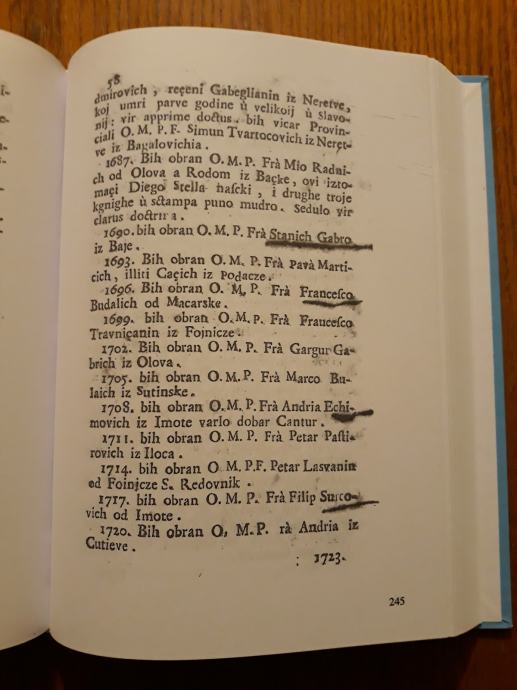 58
dmirovich, reçeni Gabeglianin iz Neretve,
koj umri parve godine ù velikoij ù slavo-
nij: vir apprime doctus. bih vicar Provin-
ciali O. M. P. F. Simun Tvartocovich iz Neret-
ve iz Bagalovichia.
1687. Bih obran O. M. P. Frà Mio Radni-
ch od Olova a Rodom iz Baçke, ovi izto-
maçi Diego Stella nascki, i drughe troje
kgnighe ù sctampa puno mudro. Sedulo vir
clarus doctrina.
1690. bih obran O. M. P. Frà Stanich Gabro
iz Baje.
1693. Bih obran O. M. P. Frà Pavà Marti-
cich, illiti Caçich iz Podacze.
1696. Bih obran O. M. P. Frà Francesco
Budalich od Macarske.
1699. bih obran O. M. P. Frà Fraucesco
Travniçanin iz Fojnicze.
1702. Bih obran O. M. P. Frà Gargur Ga-
brich iz Olova.
1705. bih obran O. M. P. Frà Marco Bu-
laich iz Sutinske.
1708. bih obran O. M. P. Frà Andria Echi-
movich iz Imote varlo dobar Cantur.
1711. bih obran O. M. P. Frà Petar Pasti-
rovich iz Iloca.
1714. bih obran O. M. P. F. Petar Lasvanin
od Foinjcze S. Redovnik.
1717. bih obran O. M. P. Frà Filip
vich od Imote.
1720. Bih obran O, M. P. rà Andria iz
Cutieve.
: 1723.
245